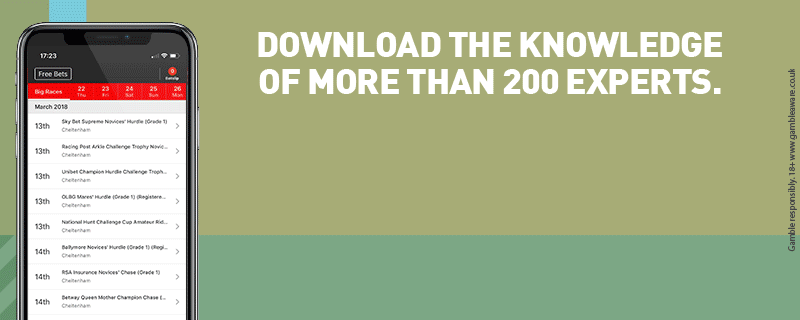 17:23
DOWNLOAD THE KNOWLEDGE
OF MORE THAN 200 EXPERTS.
Free Bets
0
Betslip
Big Races 22 23 24 25 26
Thu Fri Sat Sun Mon
March 2018
13th Sky Bet Supreme Novices' Hurdle (Grade 1)
Cheltenham
13th Racing Post Arkle Challenge Trophy Novic...
Cheltenham
13th Unibet Champion Hurdle Challenge Troph...
Cheltenham
13th OLBG Mares' Hurdle (Grade 1) (Registere...
Cheltenham
13th National Hunt Challenge Cup Amateur Rid...
Cheltenham
14th Ballymore Novices' Hurdle (Grade 1) (Regi...
Cheltenham
14th RSA Insurance Novices' Chase (Grade 1)
Cheltenham
14th Betway Queen Mother Champion Chase (...
Cheltenham
Gamble responsibly. 18+ www.gambleaware.co.uk